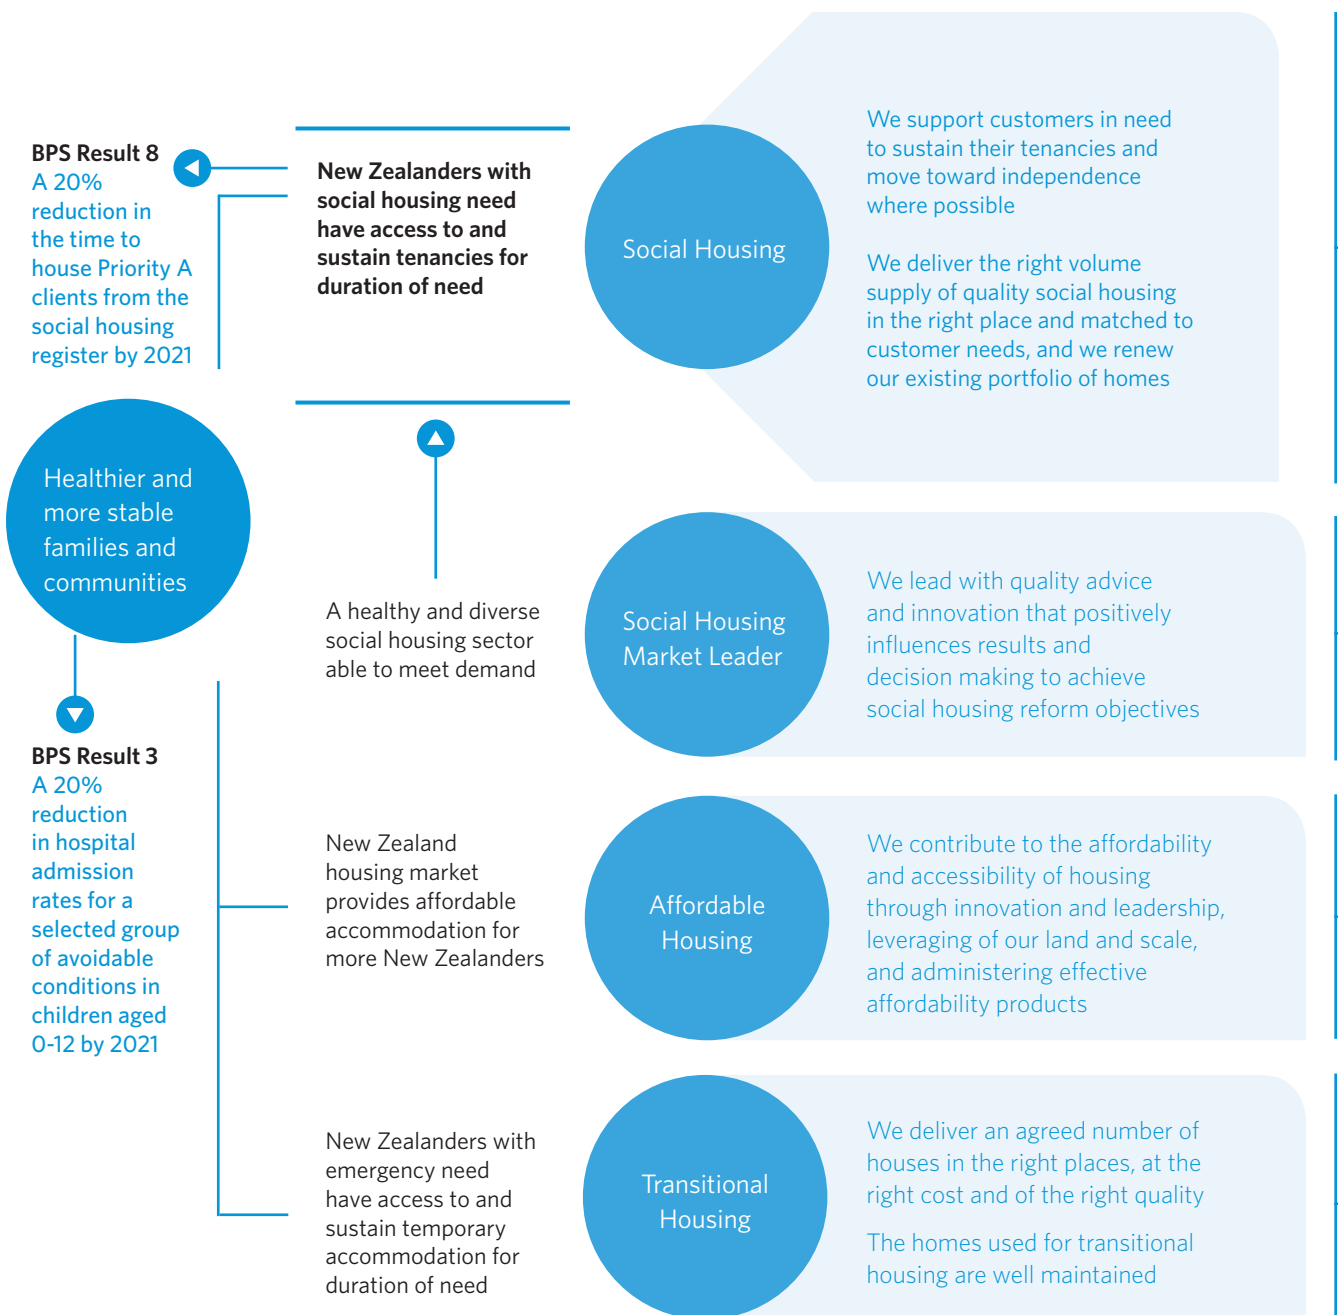 BPS Result 8
A 20%
reduction in
the time to
house Priority A
clients from the
social housing
register by 2021
Healthier and
more stable
families and
communities
BPS Result 3
A 20%
reduction
in hospital
admission
rates for a
selected group
of avoidable
conditions in
children aged
0-12 by 2021
New Zealanders with
social housing need
have access to and
sustain tenancies for
duration of need
A healthy and diverse
social housing sector
able to meet demand
New Zealand
housing market
provides affordable
accommodation for
more New Zealanders
New Zealanders with
emergency need
have access to and
sustain temporary
accommodation for
duration of need
Social Housing
We support customers in need
to sustain their tenancies and
move toward independence
where possible
We deliver the right volume
supply of quality social housing
in the right place and matched to
customer needs, and we renew
our existing portfolio of homes
Social Housing
Market Leader
We lead with quality advice
and innovation that positively
influences results and
decision making to achieve
social housing reform objectives
Affordable
Housing
We contribute to the affordability
and accessibility of housing
through innovation and leadership,
leveraging of our land and scale,
and administering effective
affordability products
Transitional
Housing
We deliver an agreed number of
houses in the right places, at the
right cost and of the right quality
The homes used for transitional
housing are well maintained